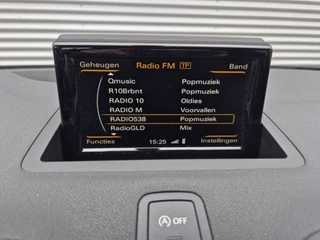 Geheugen Radio FM TP Band
Qmusic Popmuziek
R10Brbnt Popmuziek
RADIO 10 Oldies
RADIO M Voorvallen
RADIO538 Popmuziek
RadioGLD Mix
Functies 15:25 Instellingen
A OFF